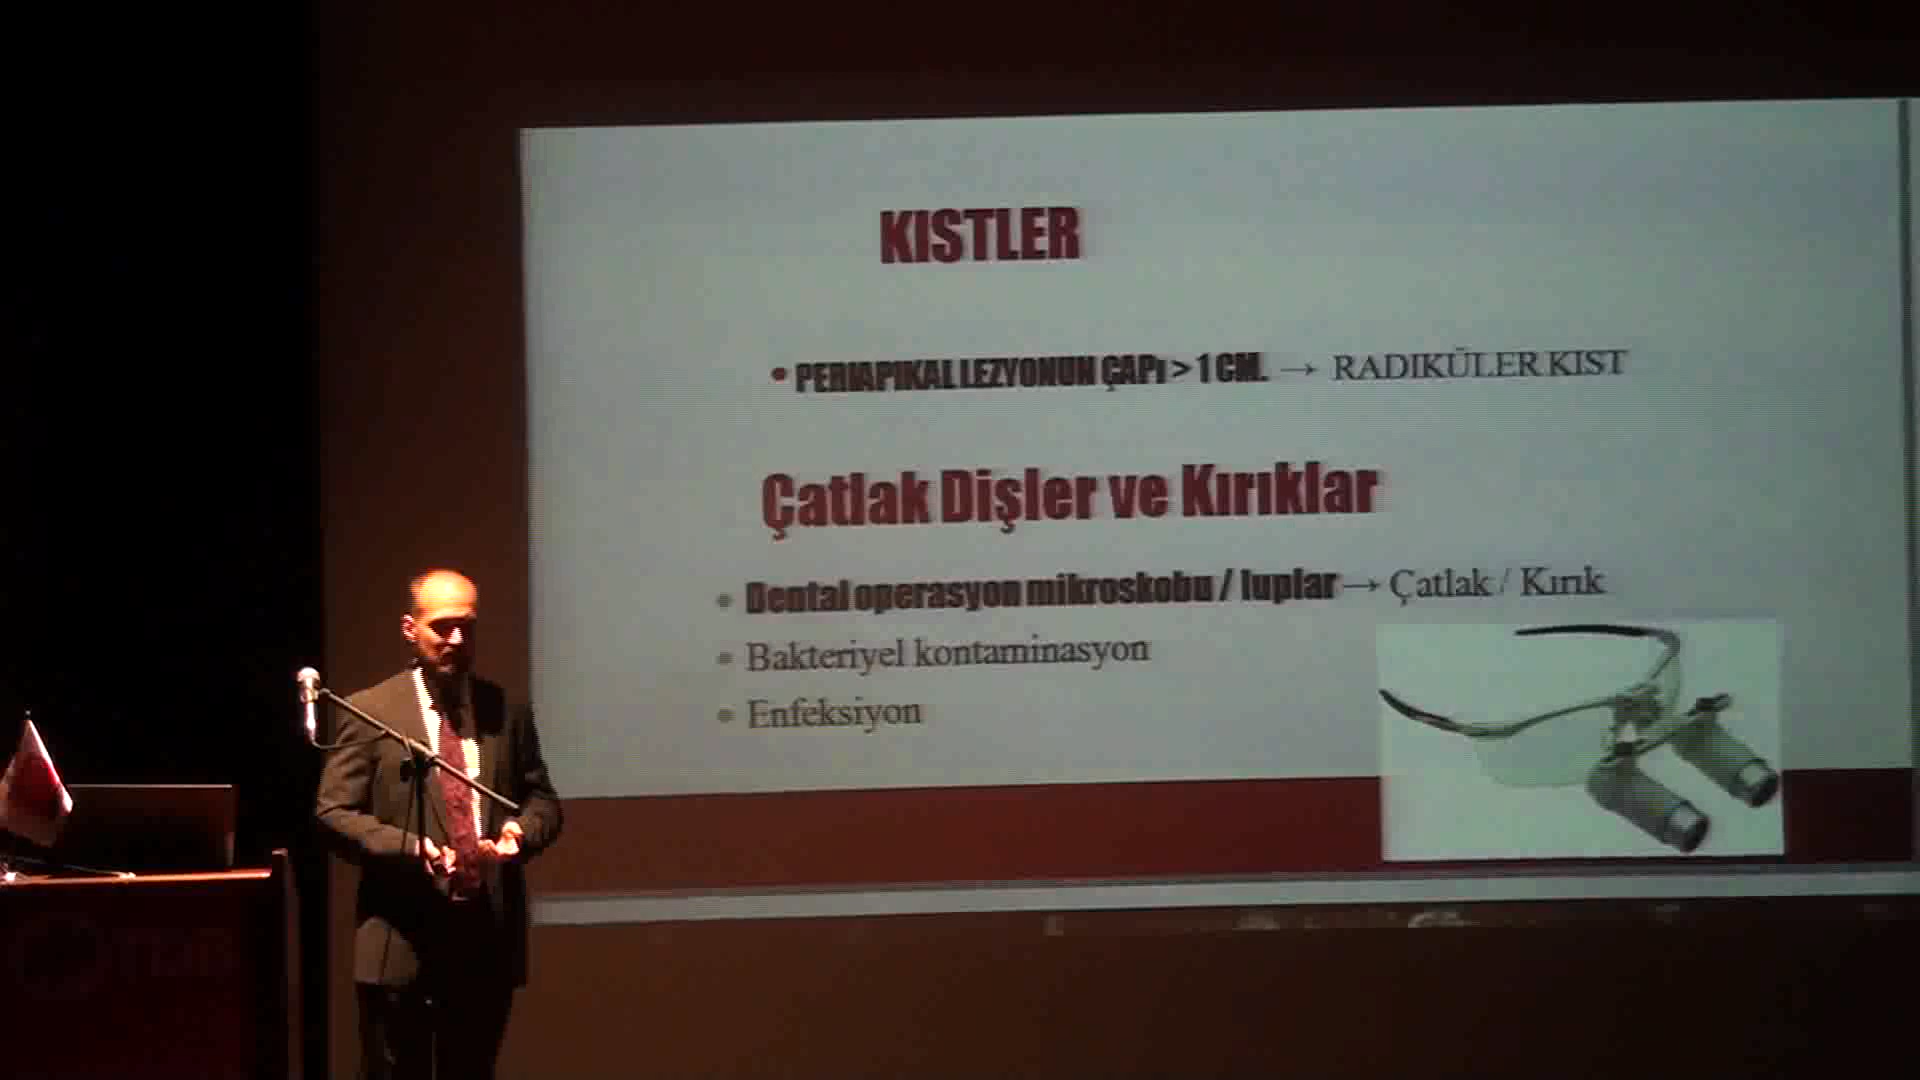 KISTLER
• PERIAPIKAL LEZYONUN ÇAPı > 1 CM. → RADIKÜLER KIST
Çatlak Dişler ve Kırıklar
• Dental operasyon mikroskobu / luplar → Çatlak / Kırık
• Bakteriyel kontaminasyon
• Enfeksiyon